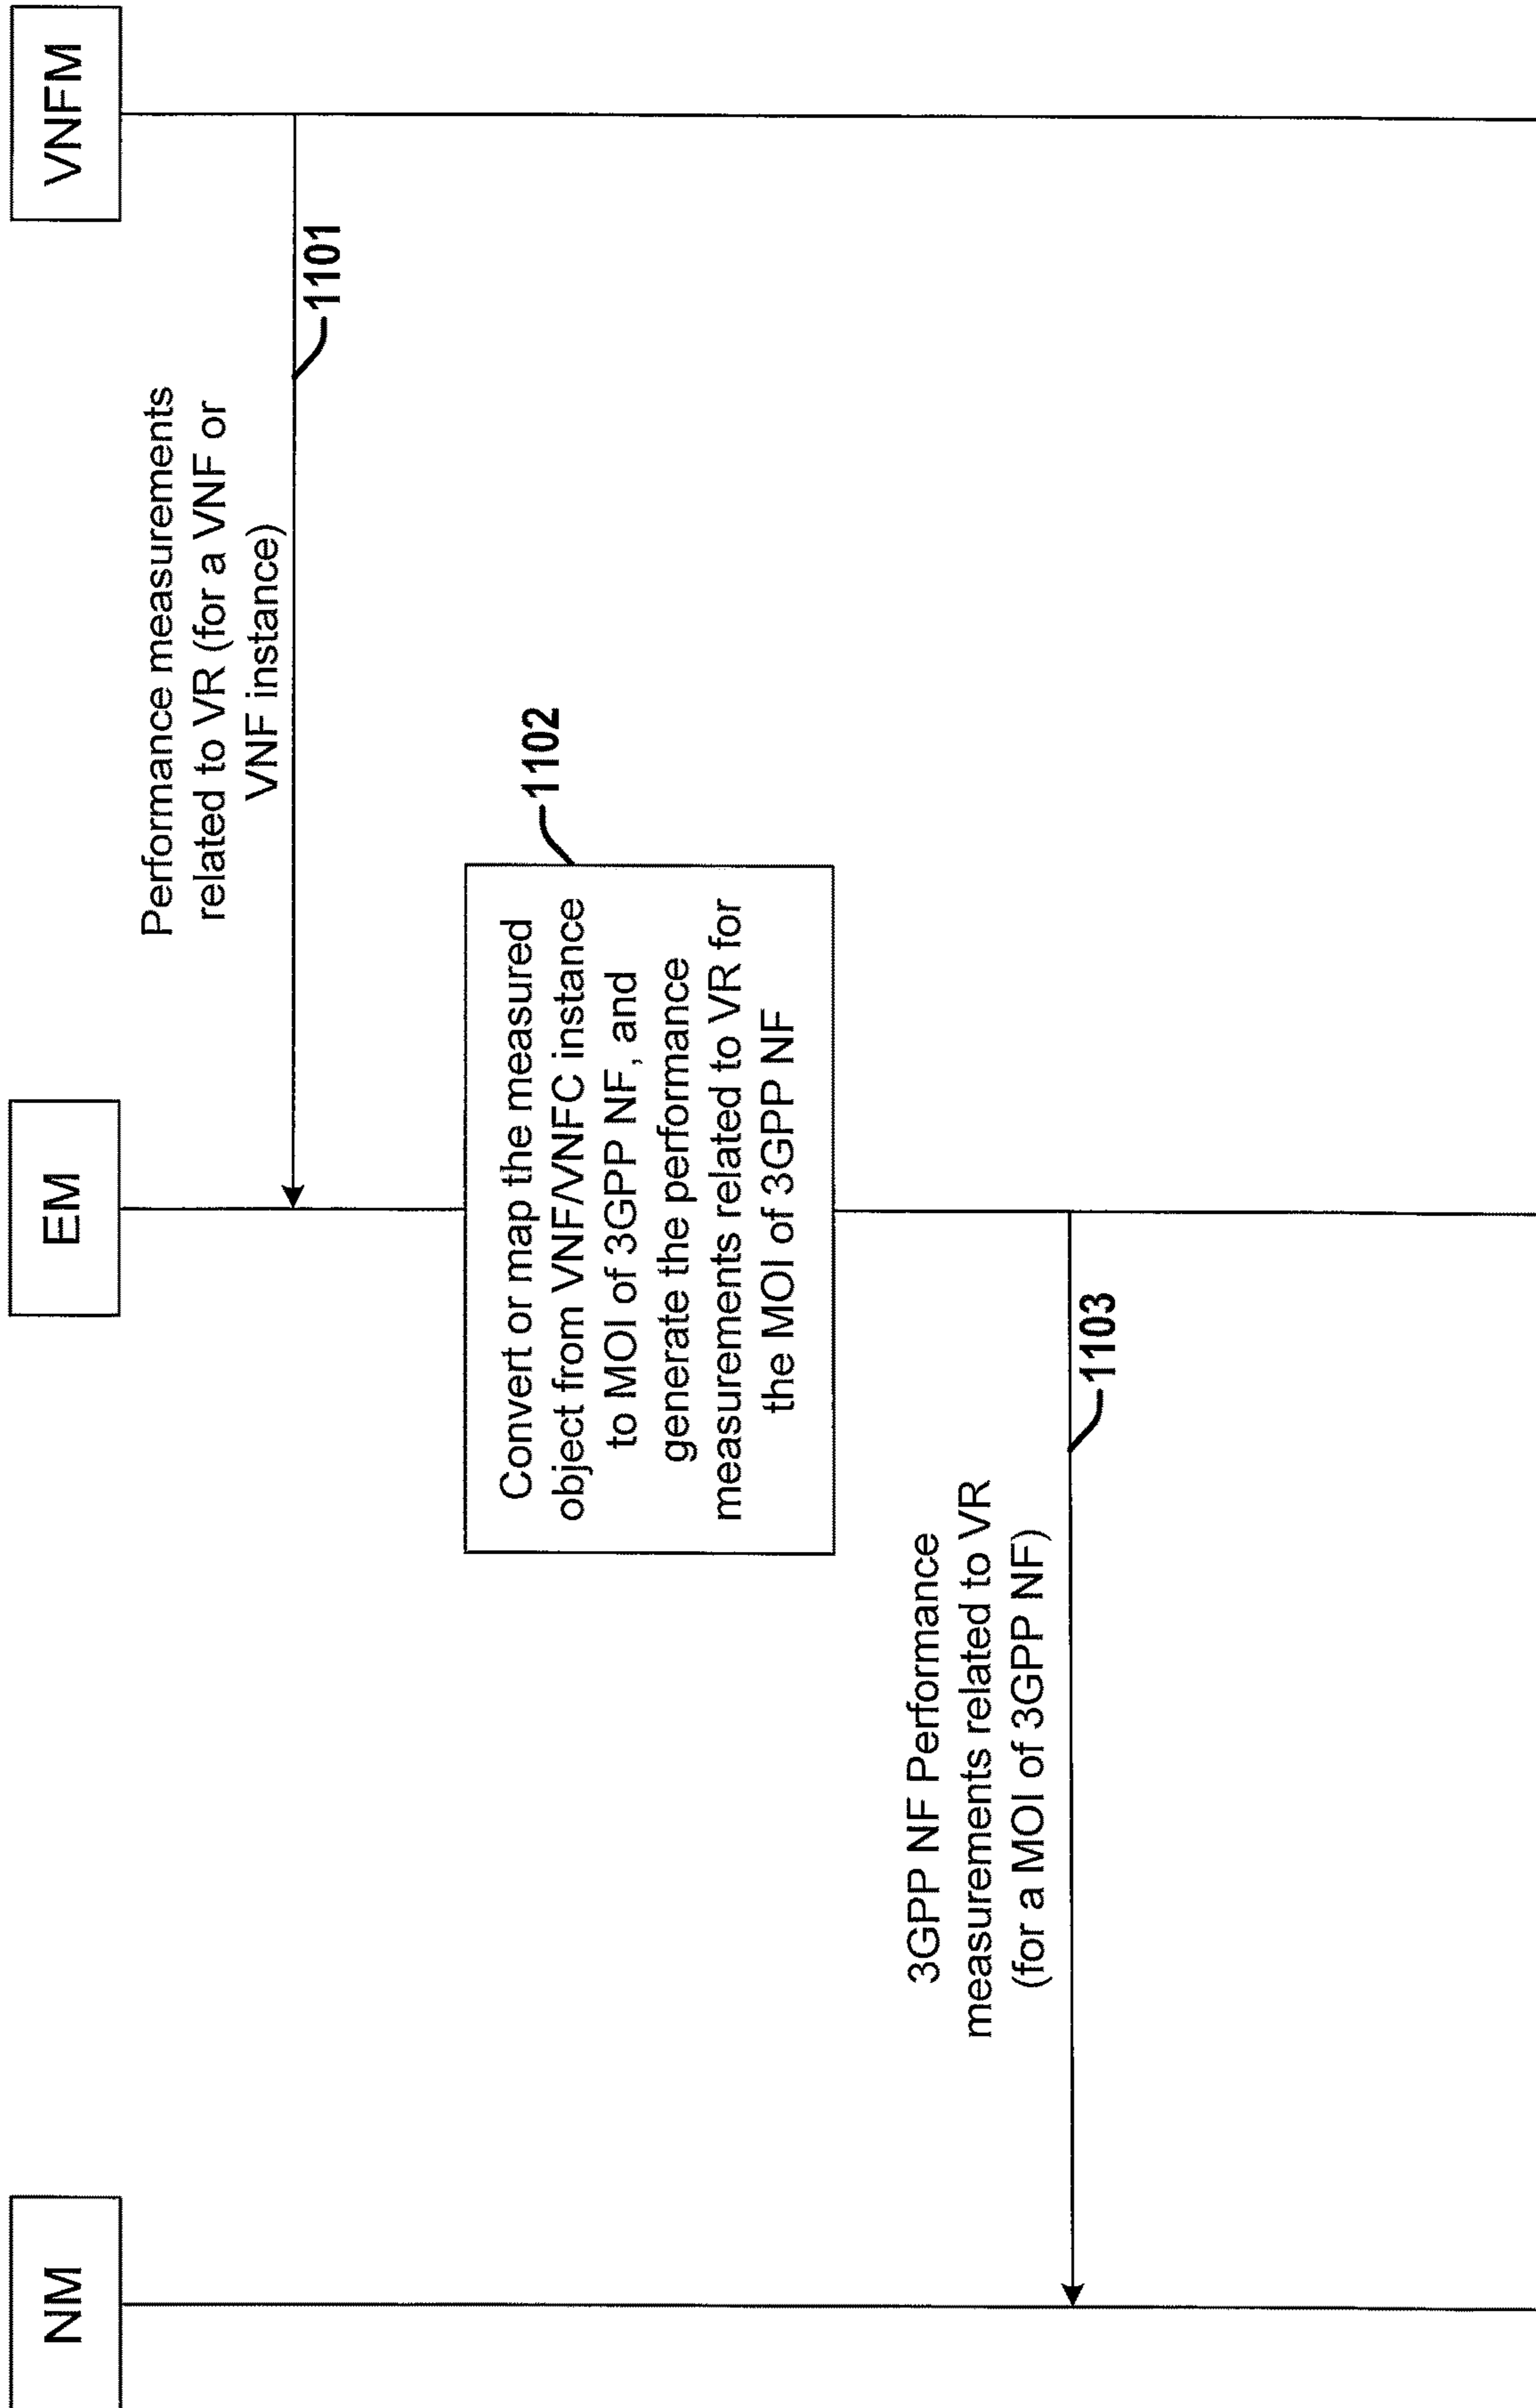 NM
EM
VNFM
Performance measurements
related to VR (for a VNF or
VNF instance)
1101
Convert or map the measured
object from VNF/VNFC instance
to MOI of 3GPP NF, and
generate the performance
measurements related to VR for
the MOI of 3GPP NF
1102
3GPP NF Performance
measurements related to VR
(for a MOI of 3GPP NF)
1103